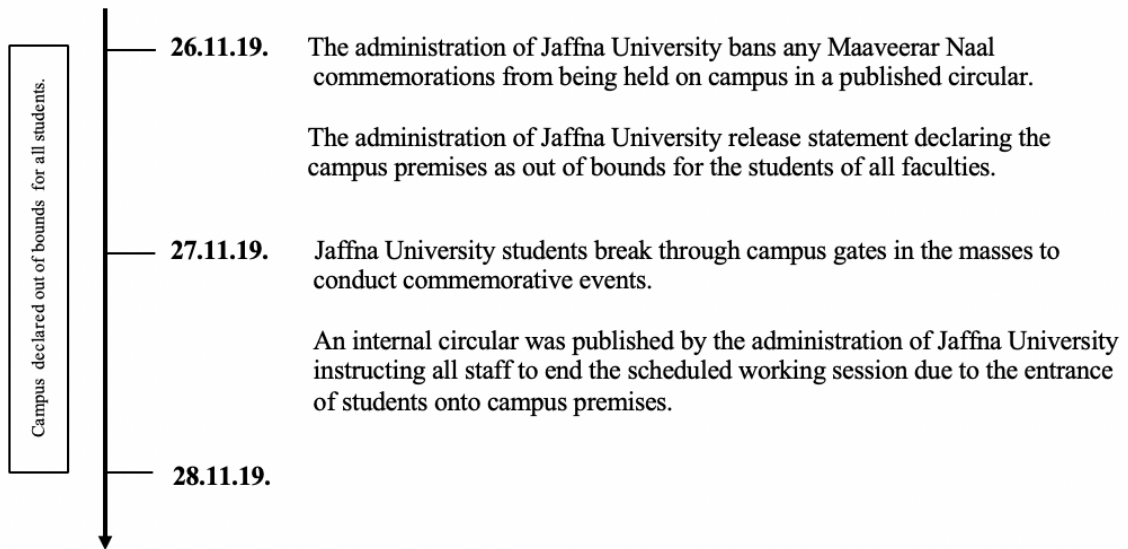 Campus declared out of bounds for all students.
26.11.19. The administration of Jaffna University bans any Maaveerar Naal
commemorations from being held on campus in a published circular.
The administration of Jaffna University release statement declaring the
campus premises as out of bounds for the students of all faculties.
27.11.19. Jaffna University students break through campus gates in the masses to
conduct commemorative events.
An internal circular was published by the administration of Jaffna University
instructing all staff to end the scheduled working session due to the entrance
of students onto campus premises.
28.11.19.